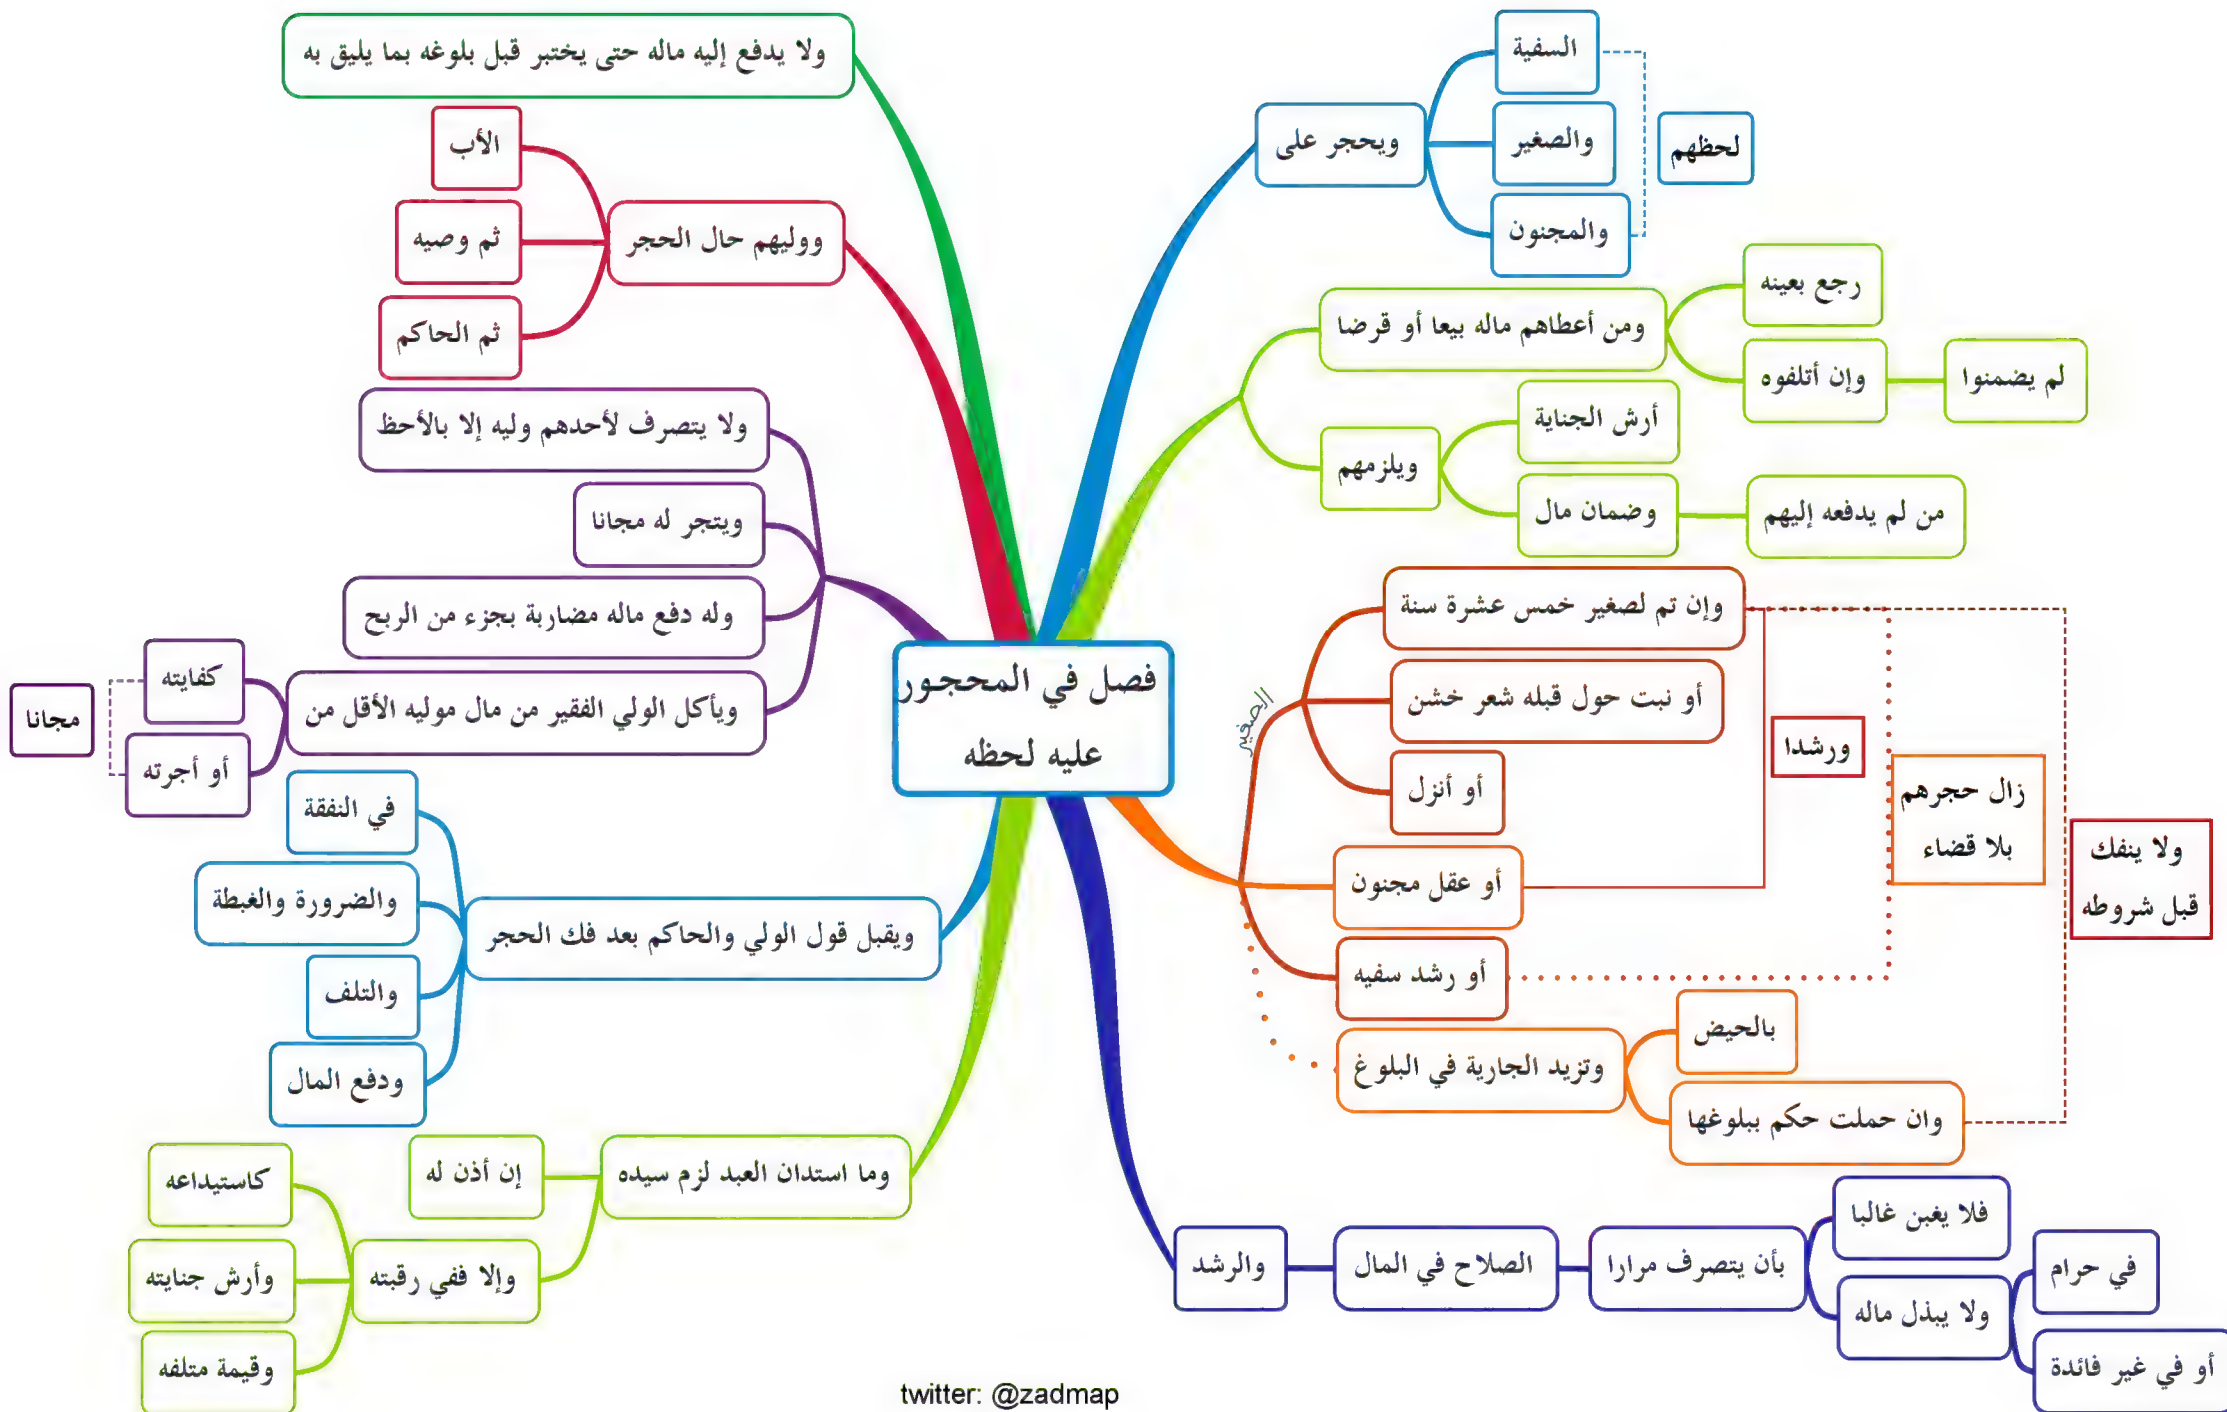 فصل في المحجور
عليه لحظه
ويحجر على
السفية
والصغير
والمجنون
لحظهم
ومن أعطاهم ماله بيعا أو قرضا
رجع بعينه
وإن أتلفوه
لم يضمنوا
ويلزمهم
أرش الجناية
وضمان مال
من لم يدفعه إليهم
الصغير
وإن تم لصغير خمس عشرة سنة
أو نبت حول قبله شعر خشن
أو أنزل
أو عقل مجنون
ورشدا
أو رشد سفيه
زال حجرهم
بلا قضاء
وتزيد الجارية في البلوغ
بالحيض
وان حملت حكم ببلوغها
ولا ينفك
قبل شروطه
والرشد
الصلاح في المال
بأن يتصرف مرارا
فلا يغبن غالبا
ولا يبذل ماله
في حرام
أو في غير فائدة
ولا يدفع إليه ماله حتى يختبر قبل بلوغه بما يليق به
ووليهم حال الحجر
الأب
ثم وصيه
ثم الحاكم
ولا يتصرف لأحدهم وليه إلا بالأحظ
ويتجر له مجانا
وله دفع ماله مضاربة بجزء من الربح
ويأكل الولي الفقير من مال موليه الأقل من
كفايته
أو أجرته
مجانا
ويقبل قول الولي والحاكم بعد فك الحجر
في النفقة
والضرورة والغبطة
والتلف
ودفع المال
وما استدان العبد لزم سيده
إن أذن له
وإلا ففي رقبته
كاستيداعه
وأرش جنايته
وقيمة متلفه
twitter: @zadmap